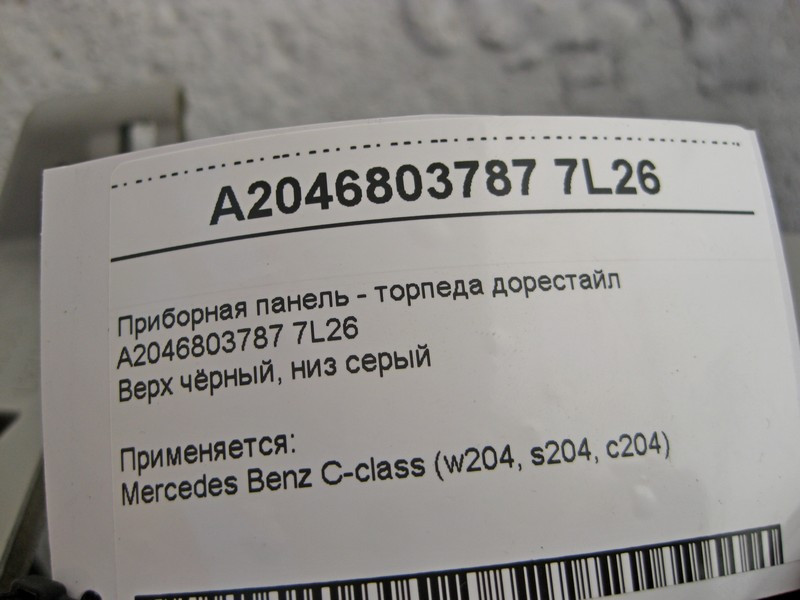 A2046803787 7L26
Приборная панель - торпеда дорестайл
A2046803787 7L26
Верх чёрный, низ серый
Применяется:
Mercedes Benz C-class (w204, s204, c204)